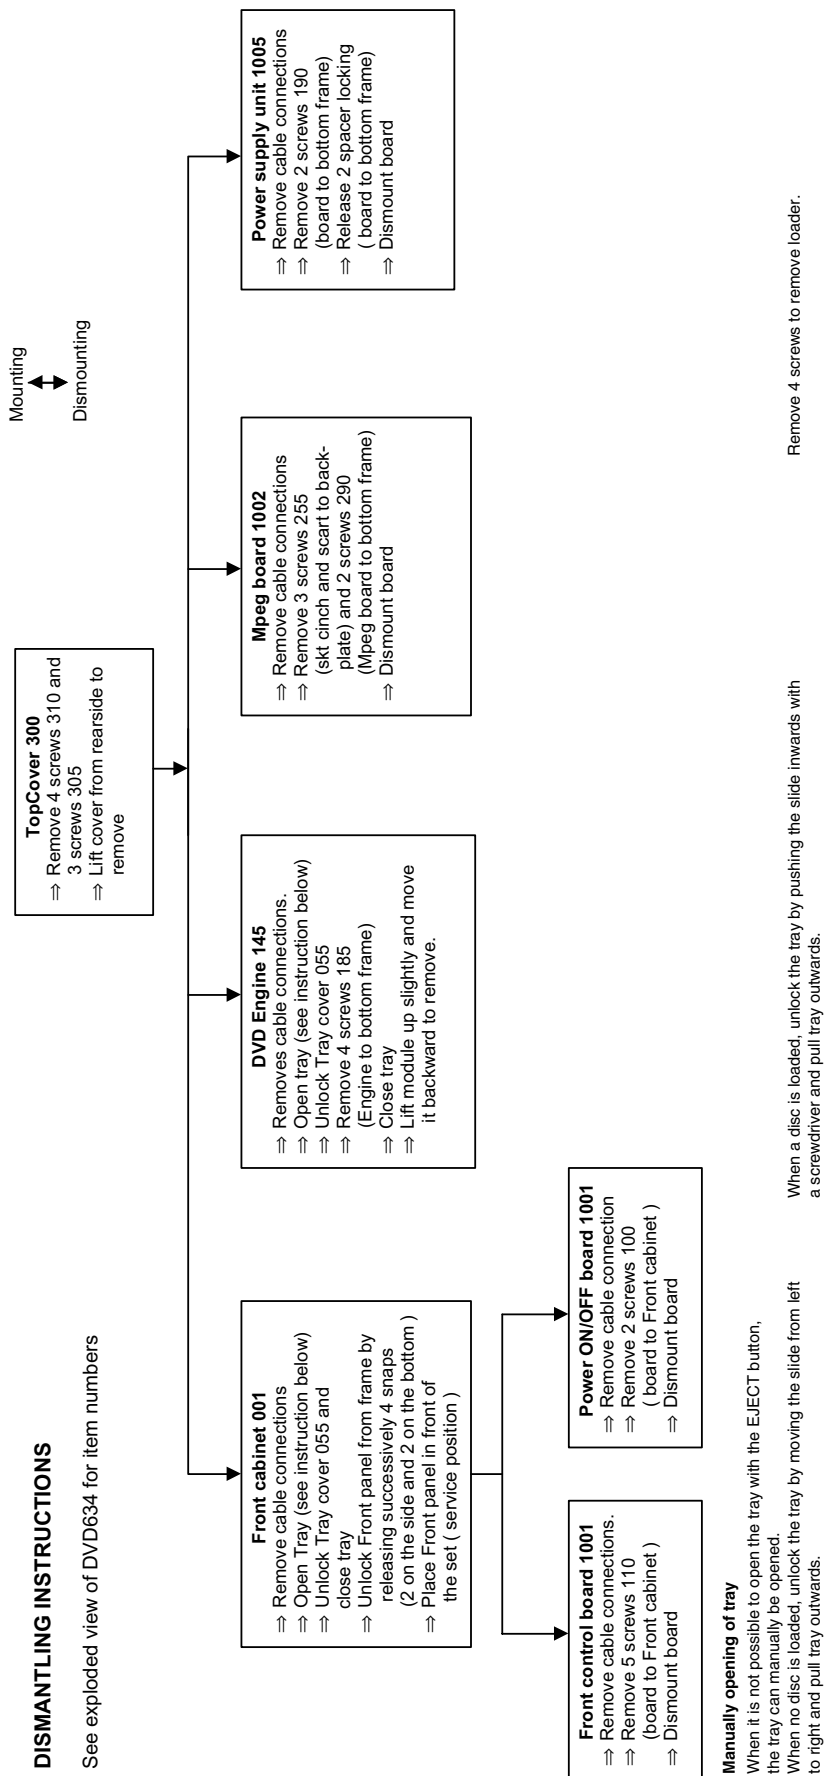 DISMANTLING INSTRUCTIONS
See exploded view of DVD634 for item numbers
Mounting
Dismounting
TopCover 300
⇒ Remove 4 screws 310 and
3 screws 305
⇒ Lift cover from rearside to
remove
Front cabinet 001
⇒ Remove cable connections
⇒ Open Tray (see instruction below)
⇒ Unlock Tray cover 055 and
close tray
⇒ Unlock Front panel from frame by
releasing successively 4 snaps
(2 on the side and 2 on the bottom )
⇒ Place Front panel in front of
the set ( service position )
DVD Engine 145
⇒ Removes cable connections.
⇒ Open tray (see instruction below)
⇒ Unlock Tray cover 055
⇒ Remove 4 screws 185
(Engine to bottom frame)
⇒ Close tray
⇒ Lift module up slightly and move
it backward to remove.
Mpeg board 1002
⇒ Remove cable connections
⇒ Remove 3 screws 255
(skt cinch and scart to back-
plate) and 2 screws 290
(Mpeg board to bottom frame)
⇒ Dismount board
Power supply unit 1005
⇒ Remove cable connections
⇒ Remove 2 screws 190
(board to bottom frame)
⇒ Release 2 spacer locking
( board to bottom frame)
⇒ Dismount board
Front control board 1001
⇒ Remove cable connections.
⇒ Remove 5 screws 110
(board to Front cabinet )
⇒ Dismount board
Power ON/OFF board 1001
⇒ Remove cable connection
⇒ Remove 2 screws 100
( board to Front cabinet )
⇒ Dismount board
Manually opening of tray
When it is not possible to open the tray with the EJECT button,
the tray can manually be opened.
When no disc is loaded, unlock the tray by moving the slide from left
to right and pull tray outwards.
When a disc is loaded, unlock the tray by pushing the slide inwards with
a screwdriver and pull tray outwards.
Remove 4 screws to remove loader.